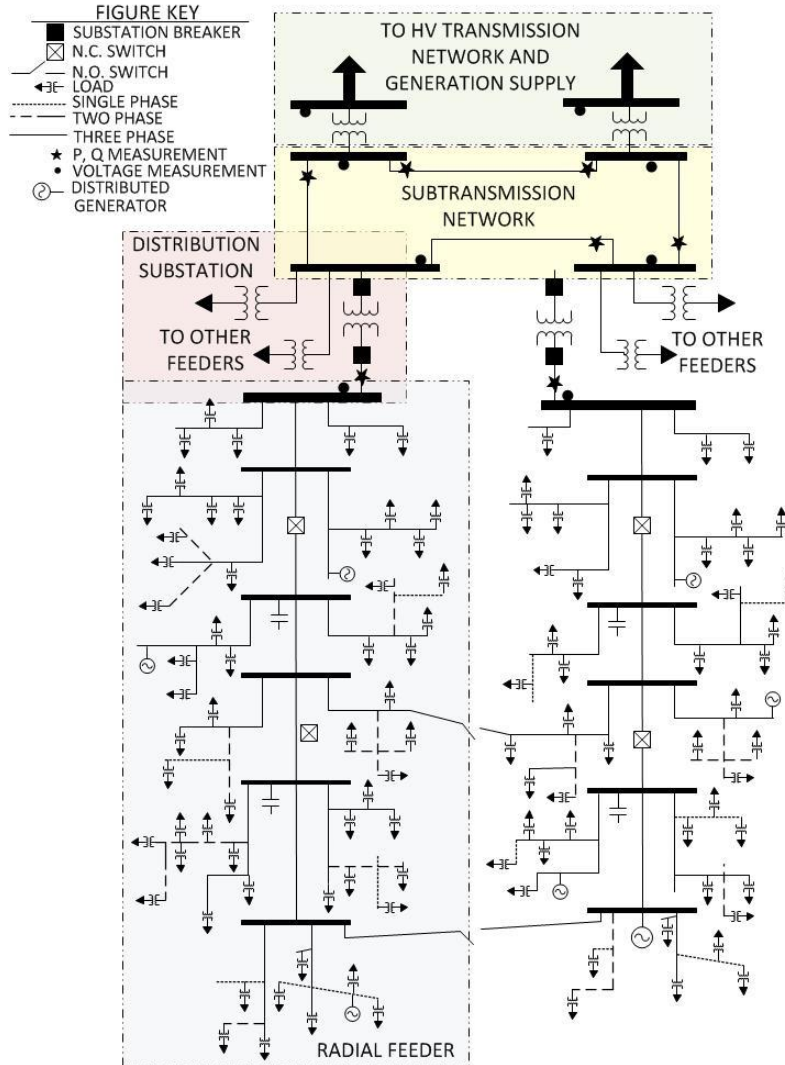 FIGURE KEY
SUBSTATION BREAKER
N.C. SWITCH
N.O. SWITCH
LOAD
SINGLE PHASE
TWO PHASE
THREE PHASE
P, Q MEASUREMENT
VOLTAGE MEASUREMENT
DISTRIBUTED
GENERATOR
TO HV TRANSMISSION
NETWORK AND
GENERATION SUPPLY
SUBTRANSMISSION
NETWORK
DISTRIBUTION
SUBSTATION
TO OTHER
FEEDERS
TO OTHER
FEEDERS
RADIAL FEEDER